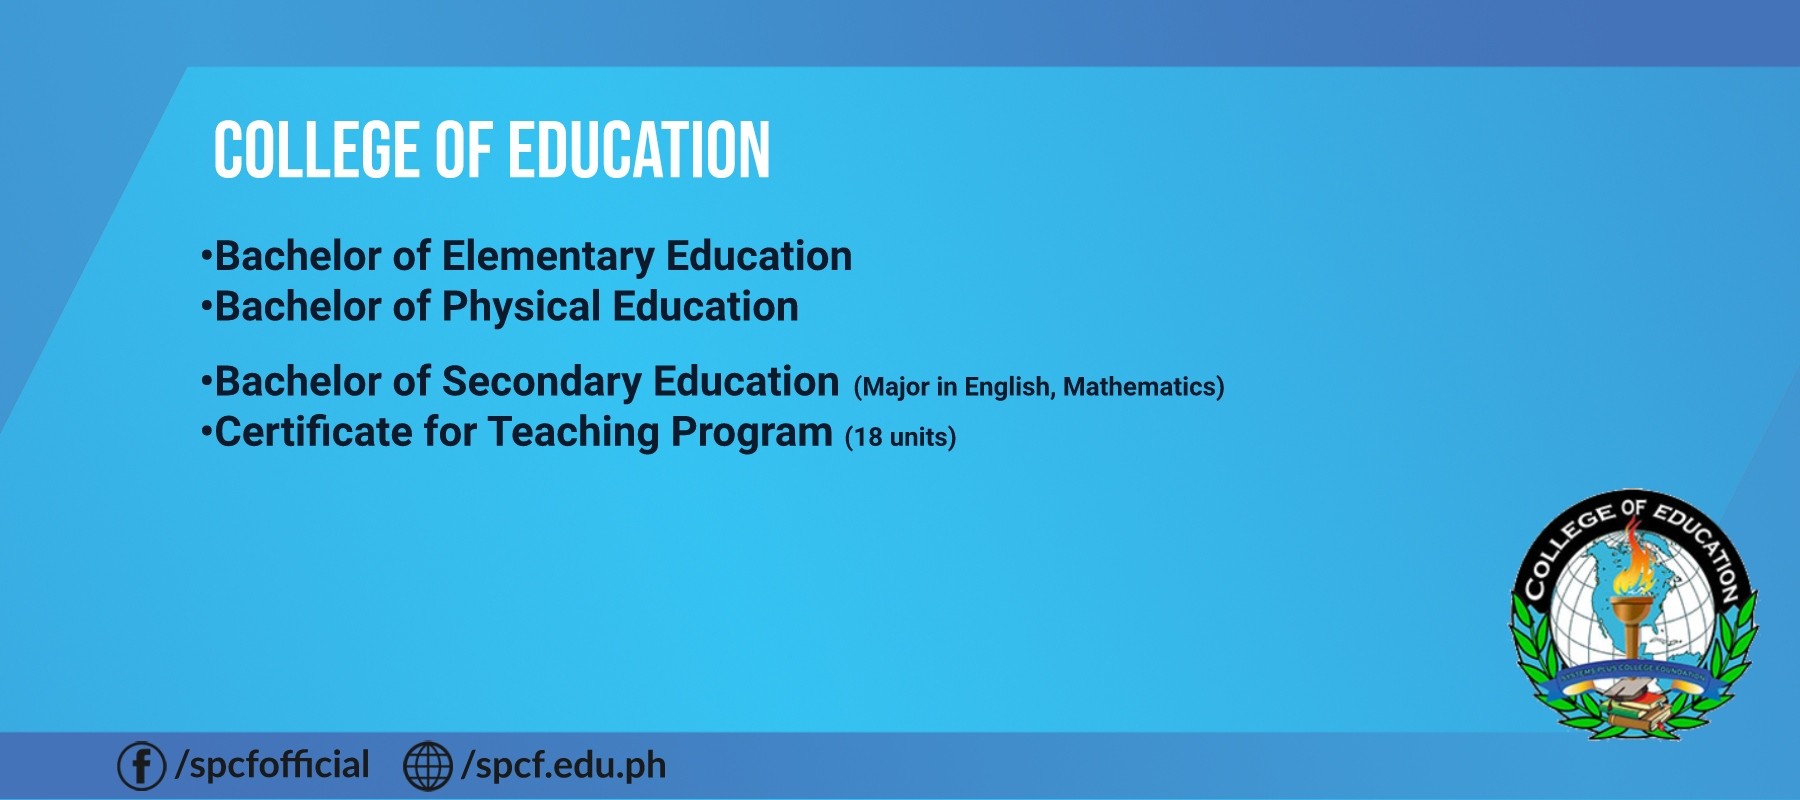 COLLEGE OF EDUCATION
•Bachelor of Elementary Education
•Bachelor of Physical Education
•Bachelor of Secondary Education (Major in English, Mathematics)
•Certificate for Teaching Program (18 units)
COLLEGE OF EDUCATION
SYSTEMS PLUS COLLEGE FOUNDATION
/spcfofficial /spcf.edu.ph